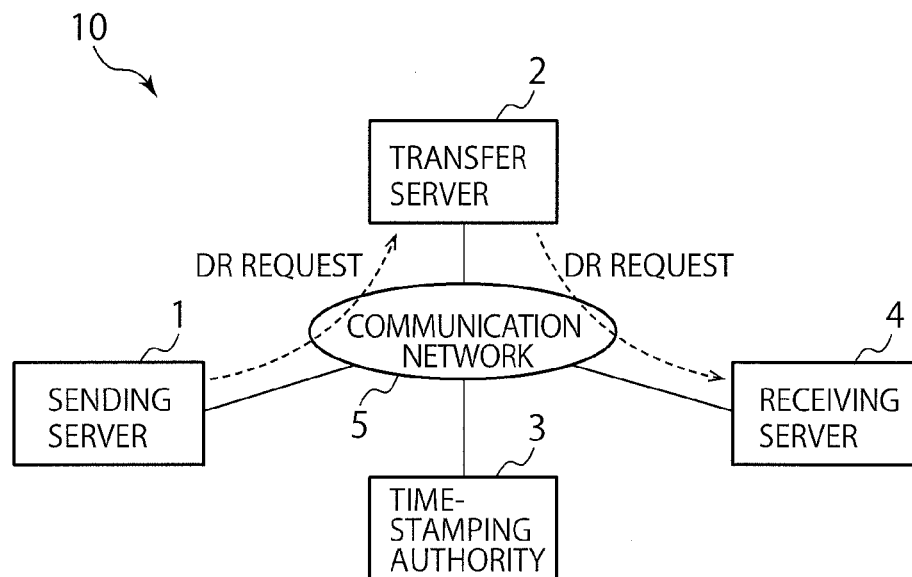 10
2
TRANSFER
SERVER
DR REQUEST
DR REQUEST
1
COMMUNICATION
NETWORK
4
SENDING
SERVER
5
RECEIVING
SERVER
3
TIME-
STAMPING
AUTHORITY